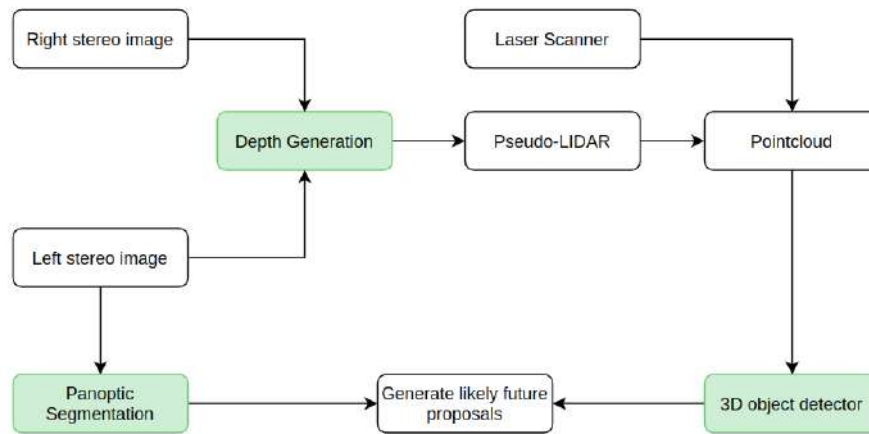 Right stereo image
Laser Scanner
Depth Generation
Pseudo-LIDAR
Pointcloud
Left stereo image
Panoptic
Segmentation
Generate likely future
proposals
3D object detector